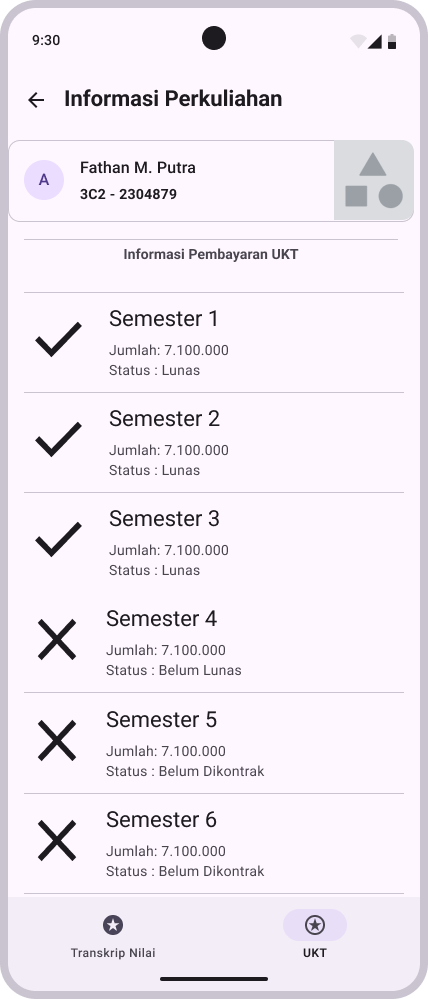 9:30
Informasi Perkuliahan
A
Fathan M. Putra
3C2 - 2304879
Informasi Pembayaran UKT
Semester 1
Jumlah: 7.100.000
Status : Lunas
Semester 2
Jumlah: 7.100.000
Status : Lunas
Semester 3
Jumlah: 7.100.000
Status : Lunas
Semester 4
Jumlah: 7.100.000
Status : Belum Lunas
Semester 5
Jumlah: 7.100.000
Status : Belum Dikontrak
Semester 6
Jumlah: 7.100.000
Status : Belum Dikontrak
Transkrip Nilai
UKT